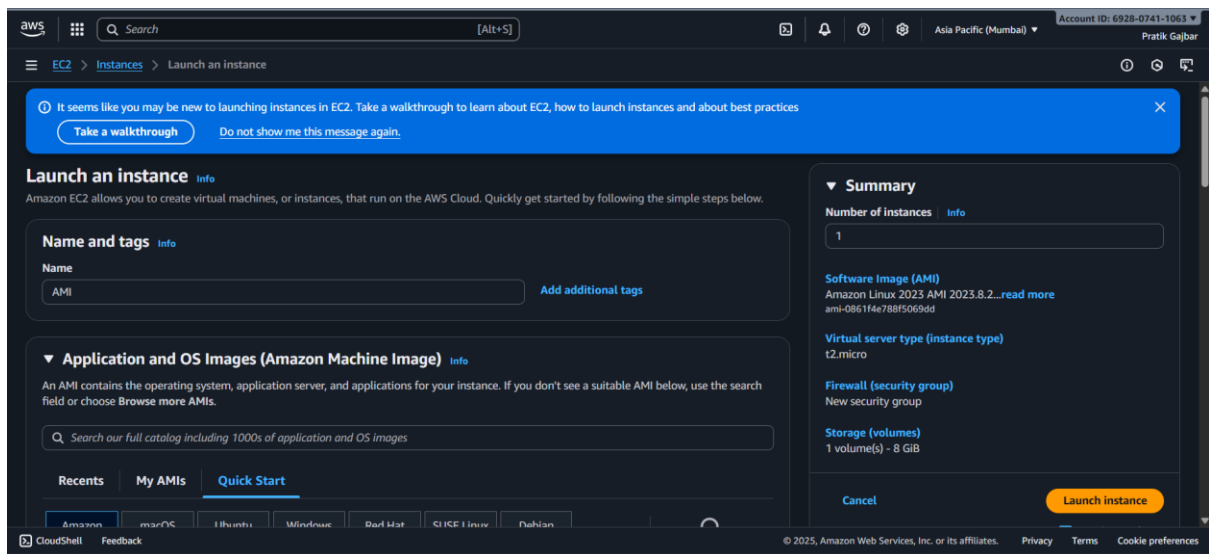 aws
Search [Alt+S]
Asia Pacific (Mumbai) ▼
Account ID: 6928-0741-1063 ▼
Pratik Gajbar
EC2 > Instances > Launch an instance
It seems like you may be new to launching instances in EC2. Take a walkthrough to learn about EC2, how to launch instances and about best practices
Take a walkthrough Do not show me this message again.
Launch an instance Info
Amazon EC2 allows you to create virtual machines, or instances, that run on the AWS Cloud. Quickly get started by following the simple steps below.
Name and tags Info
Name
AMI
Add additional tags
▼ Application and OS Images (Amazon Machine Image) Info
An AMI contains the operating system, application server, and applications for your instance. If you don't see a suitable AMI below, use the search
field or choose Browse more AMIs.
Search our full catalog including 1000s of application and OS images
Recents My AMIs Quick Start
Amazon macOS Ubuntu Windows Red Hat SUSE Linux Debian
▼ Summary
Number of instances Info
1
Software Image (AMI)
Amazon Linux 2023 AMI 2023.8.2...read more
ami-0861f4e788f5069dd
Virtual server type (instance type)
t2.micro
Firewall (security group)
New security group
Storage (volumes)
1 volume(s) - 8 GiB
Cancel Launch instance
CloudShell Feedback
© 2025, Amazon Web Services, Inc. or its affiliates. Privacy Terms Cookie preferences